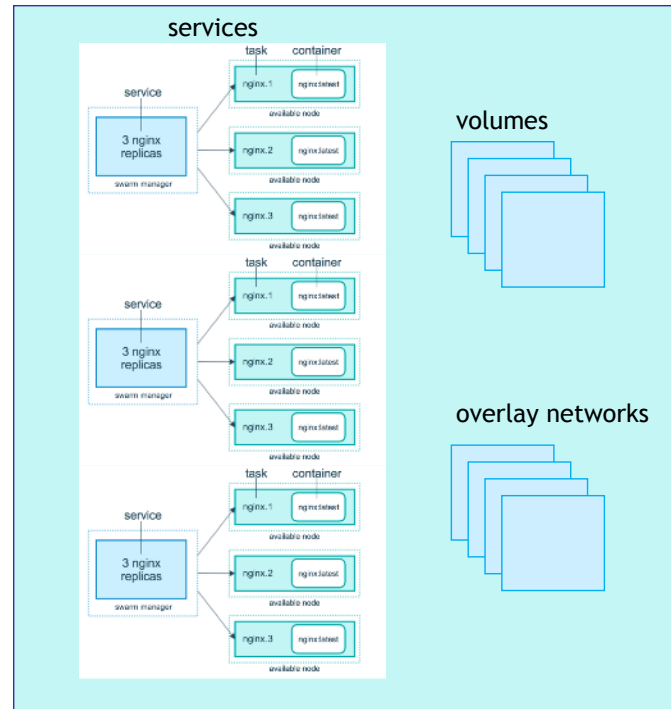 services
task container
service
nginx.1 nginx:latest
available node
3 nginx
replicas
nginx.2 nginx:latest
swarm manager
available node
nginx.3 nginx:latest
available node
task container
service
nginx.1 nginx:latest
available node
3 nginx
replicas
nginx.2 nginx:latest
swarm manager
available node
nginx.3 nginx:latest
available node
task container
service
nginx.1 nginx:latest
available node
3 nginx
replicas
nginx.2 nginx:latest
swarm manager
available node
nginx.3 nginx:latest
available node
volumes
overlay networks